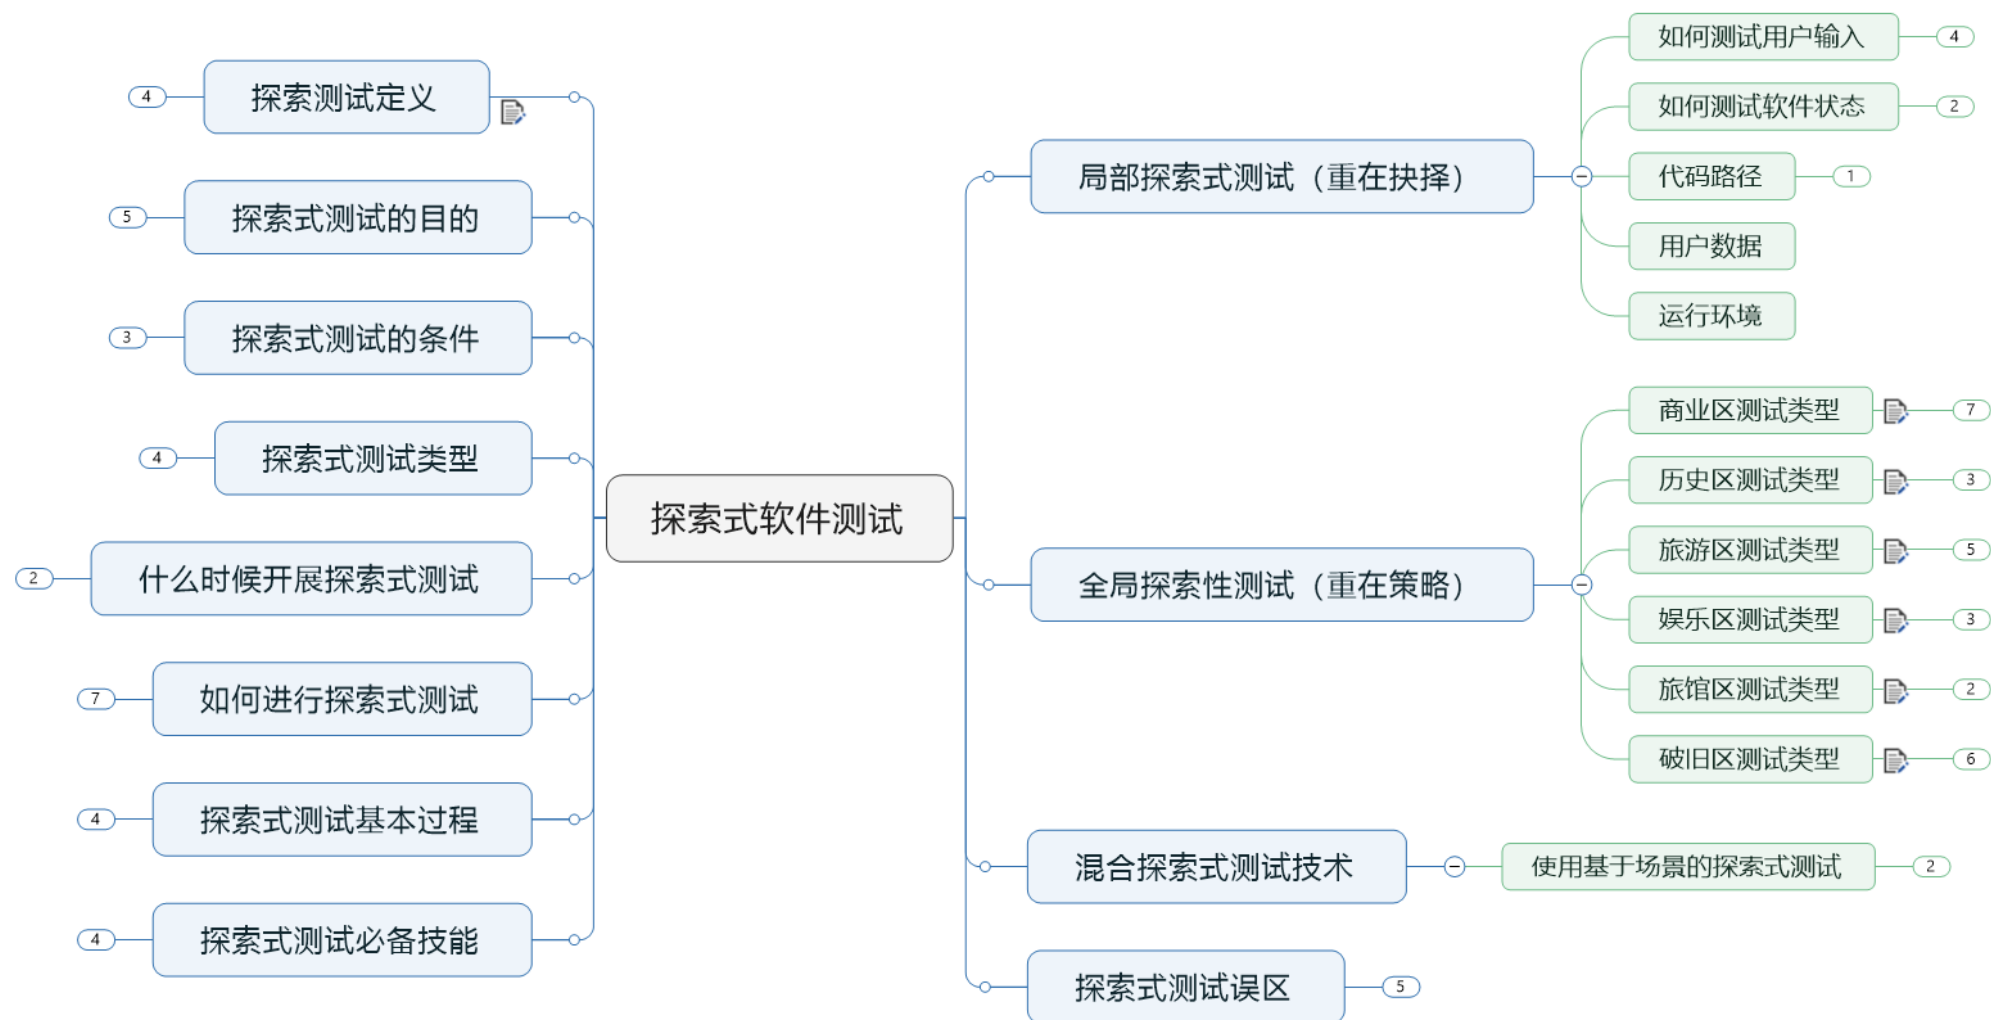 探索式软件测试
探索测试定义
4
探索式测试的目的
5
探索式测试的条件
3
探索式测试类型
4
什么时候开展探索式测试
2
如何进行探索式测试
7
探索式测试基本过程
4
探索式测试必备技能
4
局部探索式测试（重在抉择）
如何测试用户输入
4
如何测试软件状态
2
代码路径
1
用户数据
运行环境
全局探索性测试（重在策略）
商业区测试类型
7
历史区测试类型
3
旅游区测试类型
5
娱乐区测试类型
3
旅馆区测试类型
2
破旧区测试类型
6
混合探索式测试技术
使用基于场景的探索式测试
2
探索式测试误区
5